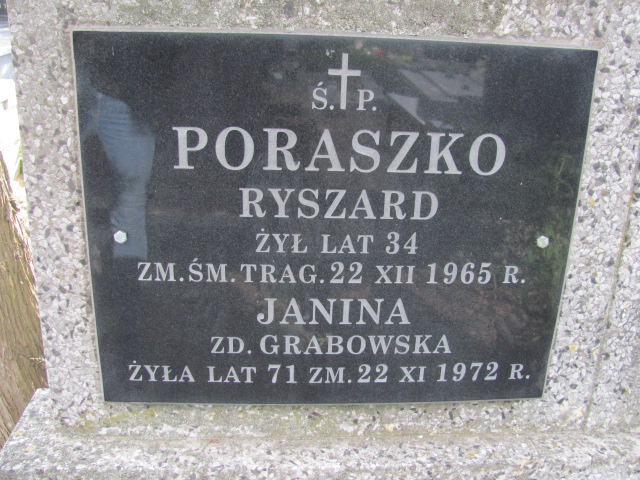 Ś. P.
PORASZKO
RYSZARD
ŻYŁ LAT 34
ZM. ŚM. TRAG. 22 XII 1965 R.
JANINA
ZD. GRABOWSKA
ŻYŁA LAT 71 ZM. 22 XI 1972 R.